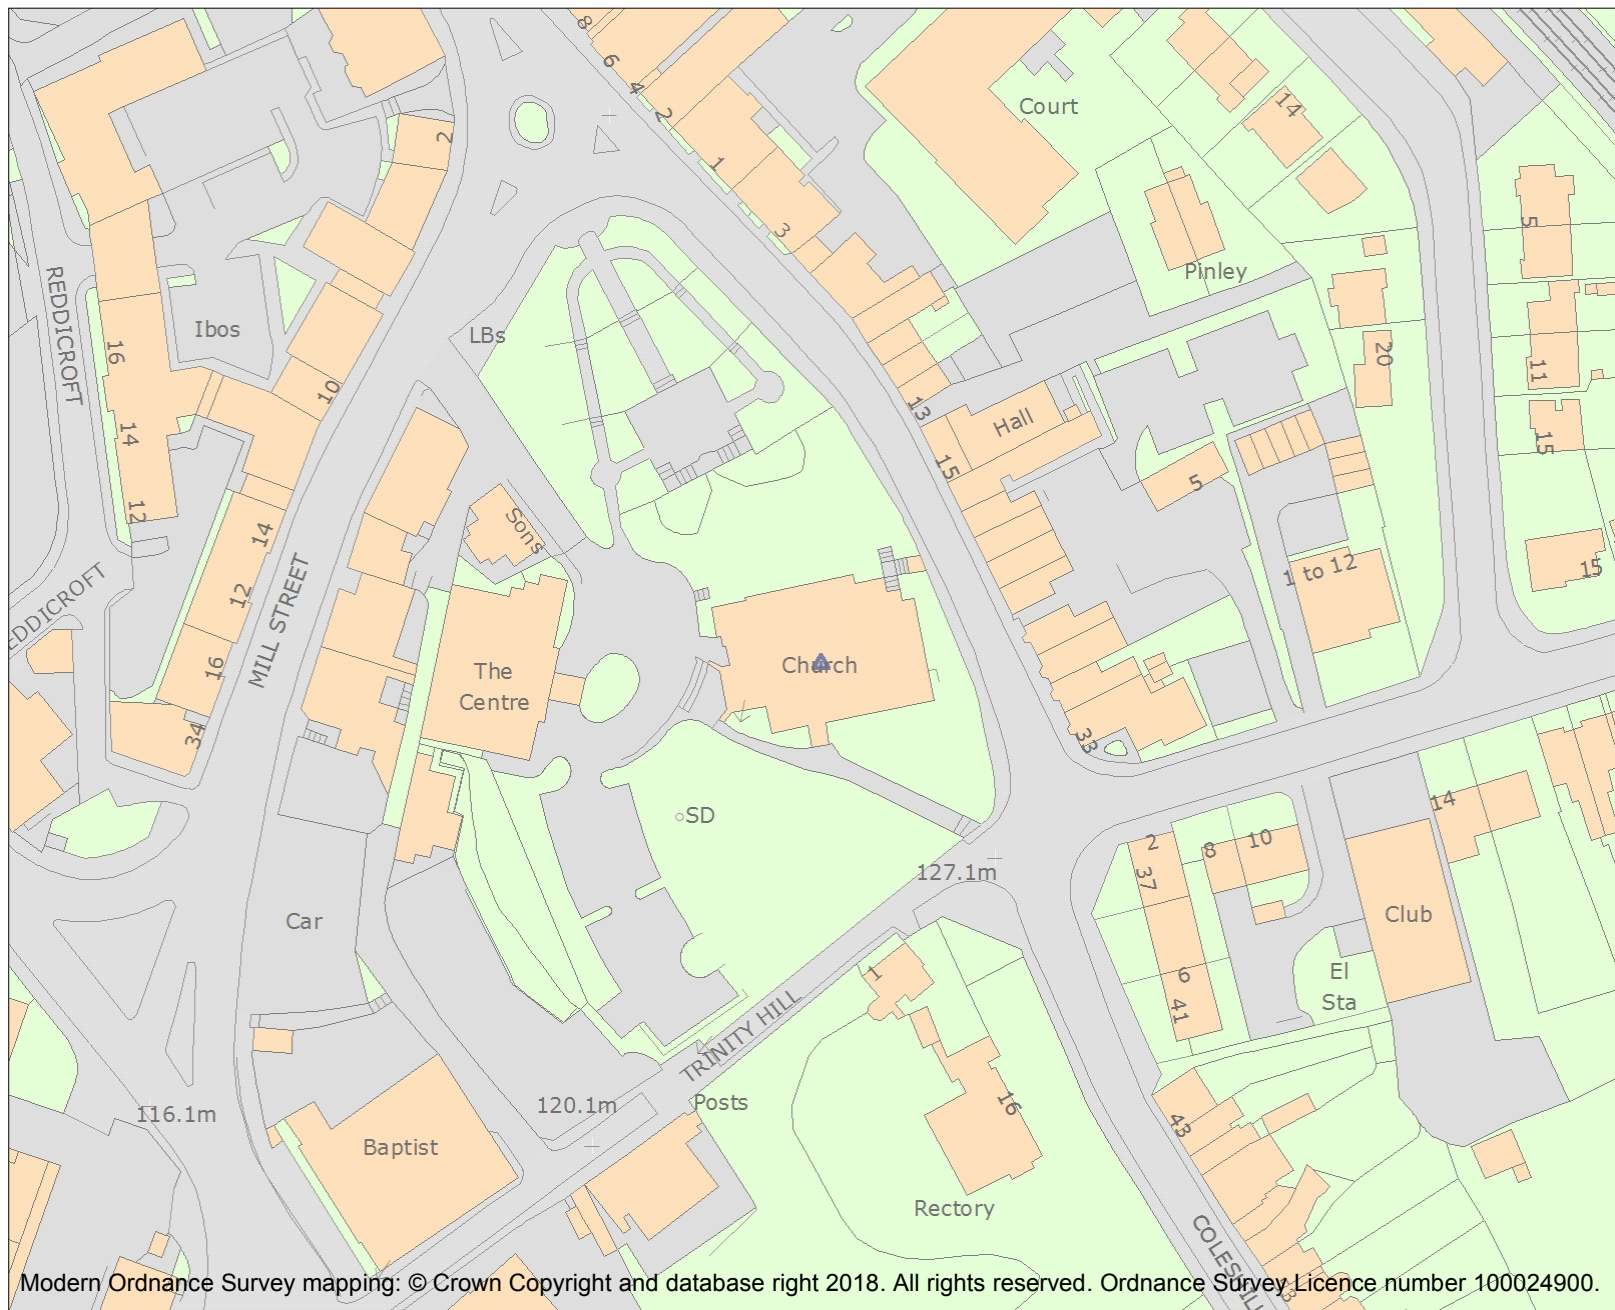 8
6
4
2
1
3
2
Court
14
Pinley
5
REDDICROFT
Ibos
LBs
16
10
20
11
13
Hall
15
15
14
5
12
14
Sons
12
1 to 12
15
REDDICROFT
MILL STREET
16
The
Centre
Church
34
33
SD
14
2
37
8
10
127.1m
Car
Club
1
6
41
El
Sta
TRINITY HILL
Posts
120.1m
116.1m
16
43
Baptist
Rectory
COLESHILL
Modern Ordnance Survey mapping: © Crown Copyright and database right 2018. All rights reserved. Ordnance Survey Licence number 100024900.